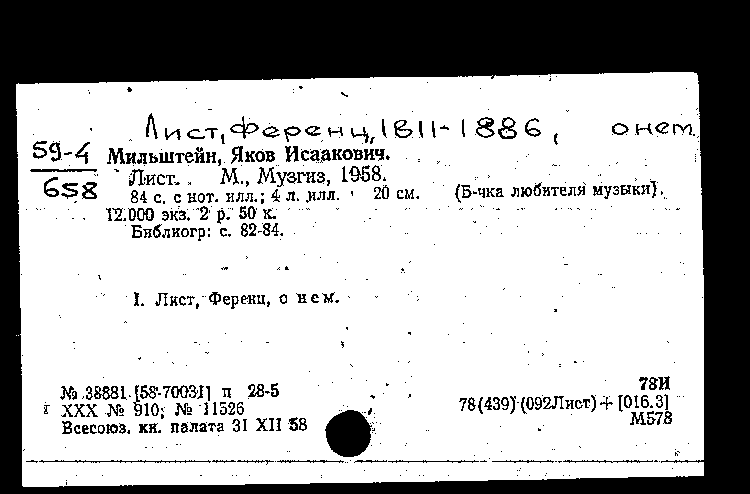 Лист, Ференц, 1811-1886, о нем.
59-4
658
Мильштейн, Яков Исаакович.
Лист. М., Музгиз, 1958.
84 с. с нот. илл.; 4 л. илл. 20 см. (Б-чка любителя музыки).
12.000 экз. 2 р. 50 к.
Библиогр: с. 82-84.
I. Лист, Ференц, о нем.
№ 38881 [58-70031] п 28-5
XXX № 910; № 11526
Всесоюз. кн. палата 31 XII 58
78И
78(439)(092Лист)+[016.3]
М578